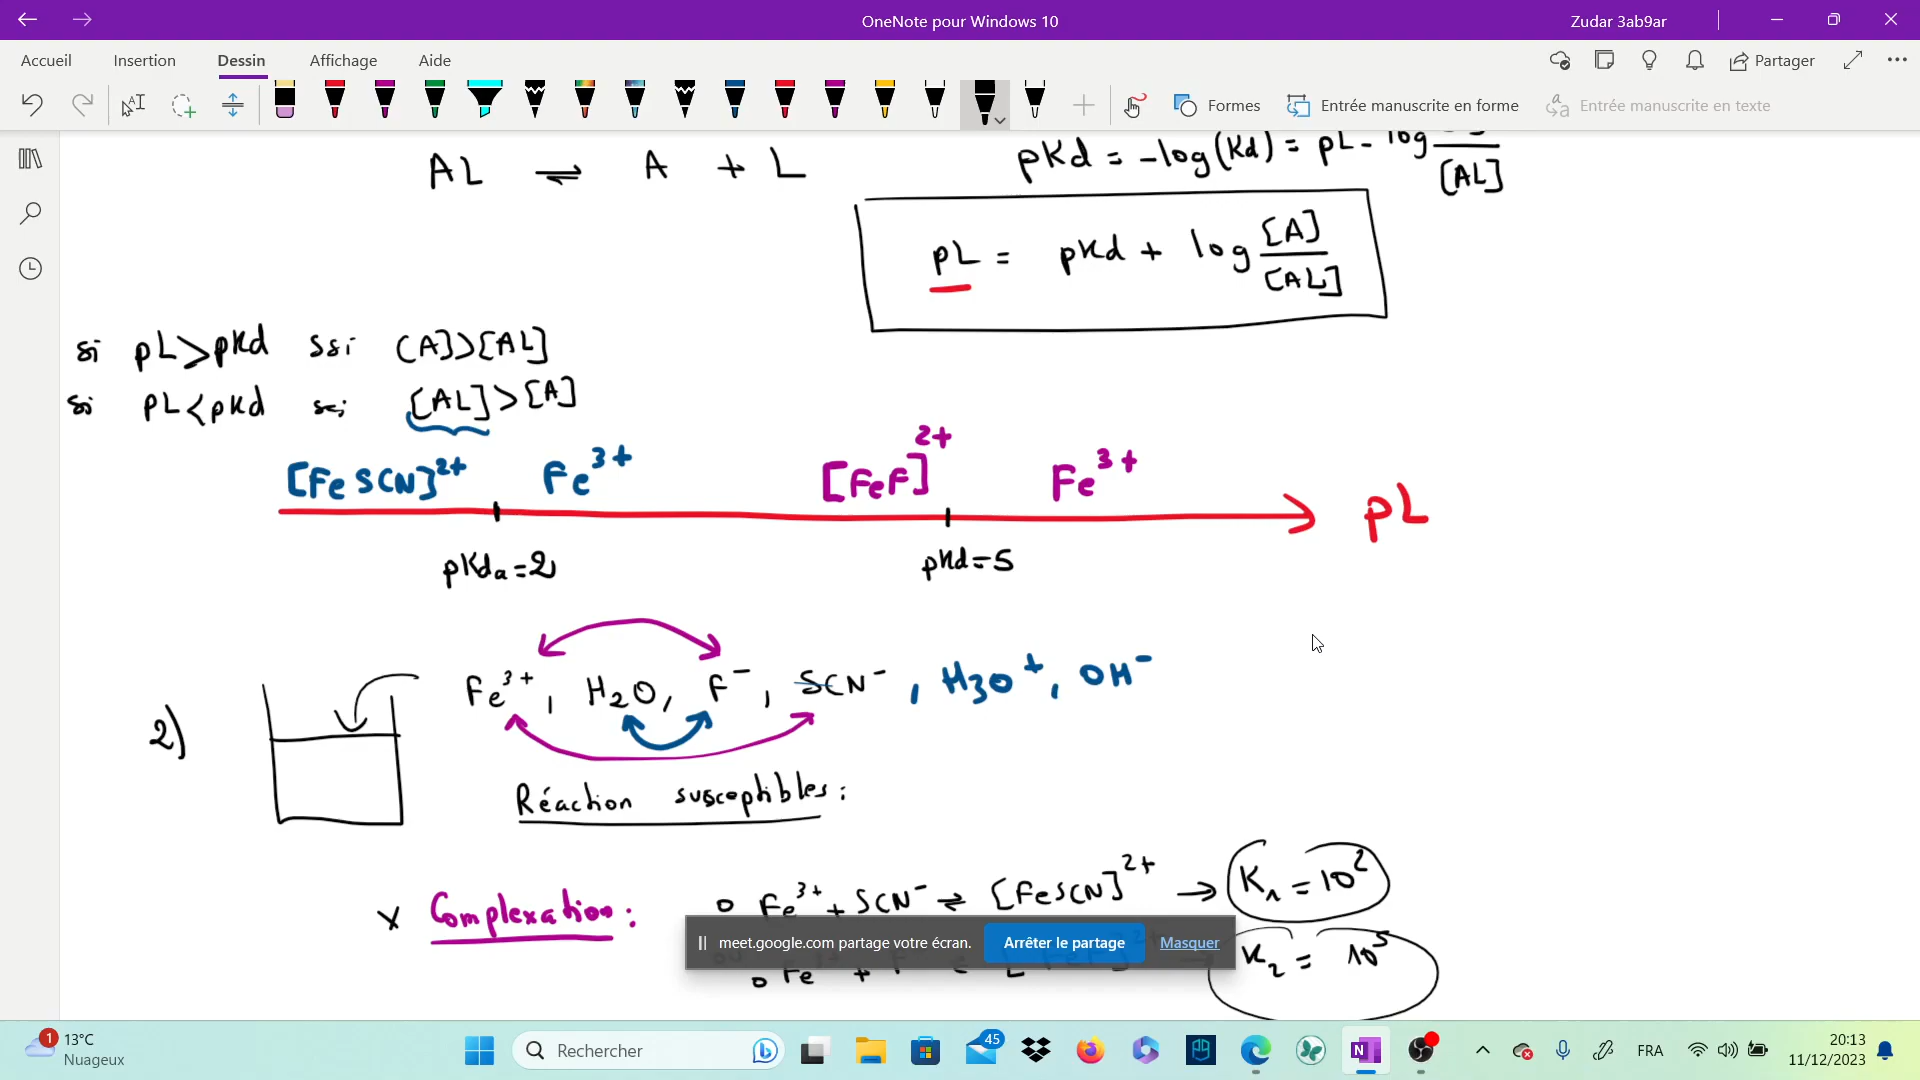 OneNote pour Windows 10
Zudar 3ab9ar
Accueil Insertion Dessin Affichage Aide
Partager
Formes Entrée manuscrite en forme Entrée manuscrite en texte
AL ⇌ A + L
pKd = -log(Kd) = pL - log
[AL]
pL = pKd + log [A]/[AL]
si pL>pKd ssi [A]>[AL]
si pL<pKd ssi [AL]>[A]
[FeSCN]²⁺ Fe³⁺ [FeF]²⁺ Fe³⁺
pL
pKd₂=2 pKd=5
2) Fe³⁺, H₂O, F⁻, SCN⁻, H₃O⁺, OH⁻
Réaction susceptibles:
x Complexation: o Fe³⁺ + SCN⁻ ⇌ [FeSCN]²⁺ → K₁ = 10²
meet.google.com partage votre écran. Arrêter le partage Masquer
K₂ = 10⁵
1
13°C
Nuageux
Rechercher
45
FRA
20:13
11/12/2023